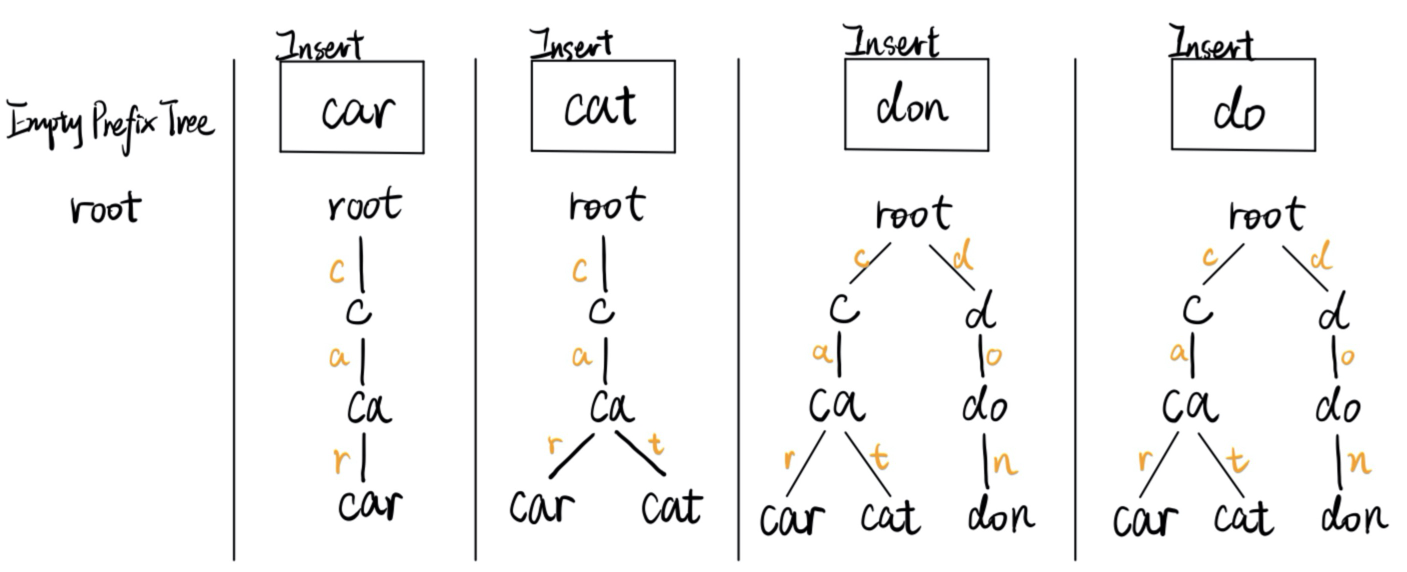 Empty Prefix Tree
root
Insert
car
root
c
c
a
ca
r
car
Insert
cat
root
c
c
a
ca
r t
car cat
Insert
don
root
c d
c d
a o
ca do
r t n
car cat don
Insert
do
root
c d
c d
a o
ca do
r t n
car cat don